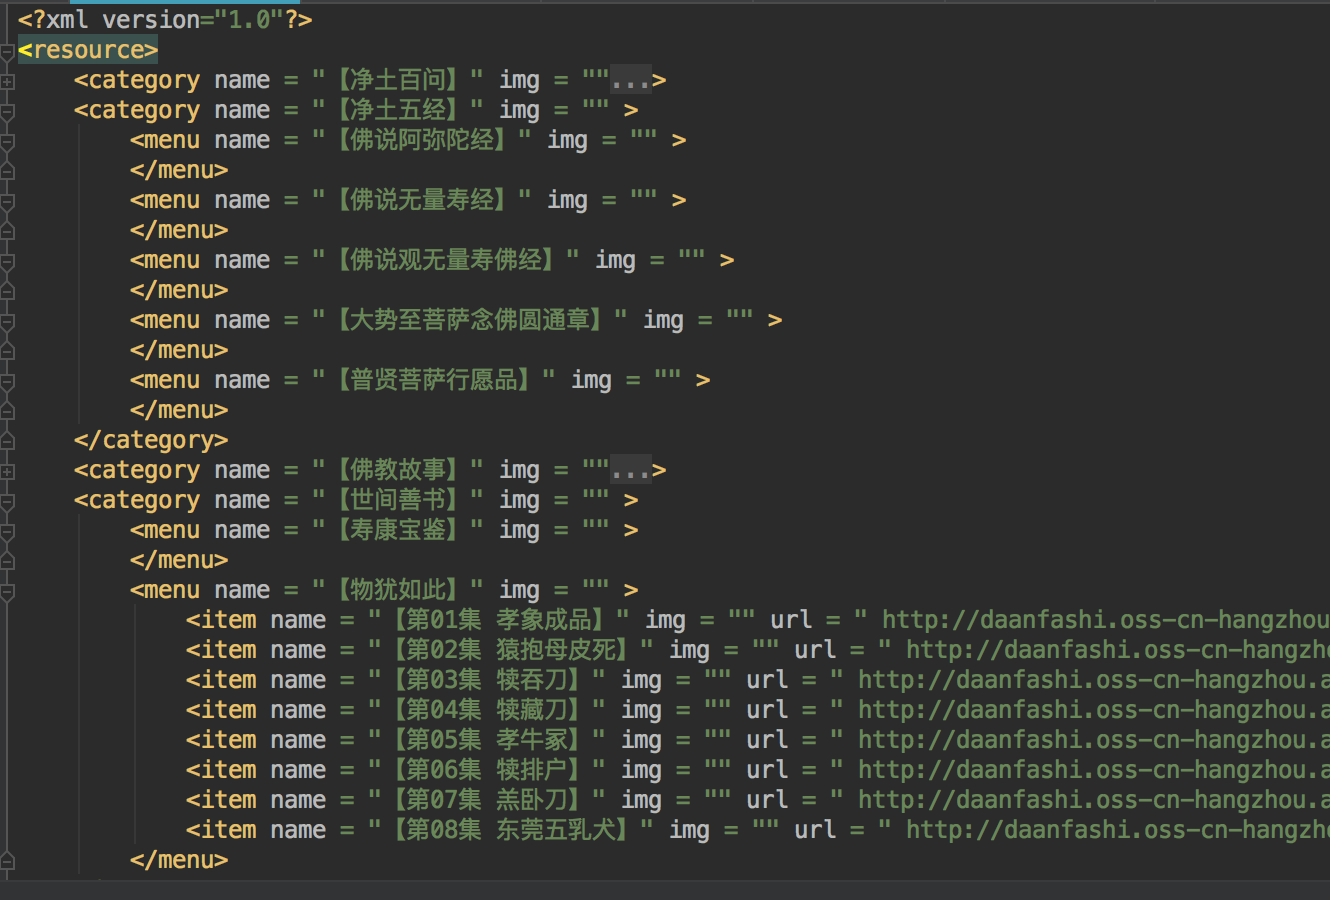 <?xml version="1.0"?>
<resource>
<category name = "【净土百问】" img = ""...>
<category name = "【净土五经】" img = "" >
<menu name = "【佛说阿弥陀经】" img = "" >
</menu>
<menu name = "【佛说无量寿经】" img = "" >
</menu>
<menu name = "【佛说观无量寿佛经】" img = "" >
</menu>
<menu name = "【大势至菩萨念佛圆通章】" img = "" >
</menu>
<menu name = "【普贤菩萨行愿品】" img = "" >
</menu>
</category>
<category name = "【佛教故事】" img = ""...>
<category name = "【世间善书】" img = "" >
<menu name = "【寿康宝鉴】" img = "" >
</menu>
<menu name = "【物犹如此】" img = "" >
<item name = "【第01集 孝象成品】" img = "" url = " http://daanfashi.oss-cn-hangzhou
<item name = "【第02集 猿抱母皮死】" img = "" url = " http://daanfashi.oss-cn-hangzho
<item name = "【第03集 犊吞刀】" img = "" url = " http://daanfashi.oss-cn-hangzhou.a
<item name = "【第04集 犊藏刀】" img = "" url = " http://daanfashi.oss-cn-hangzhou.a
<item name = "【第05集 孝牛冢】" img = "" url = " http://daanfashi.oss-cn-hangzhou.a
<item name = "【第06集 犊排户】" img = "" url = " http://daanfashi.oss-cn-hangzhou.a
<item name = "【第07集 羔卧刀】" img = "" url = " http://daanfashi.oss-cn-hangzhou.a
<item name = "【第08集 东莞五乳犬】" img = "" url = " http://daanfashi.oss-cn-hangzho
</menu>